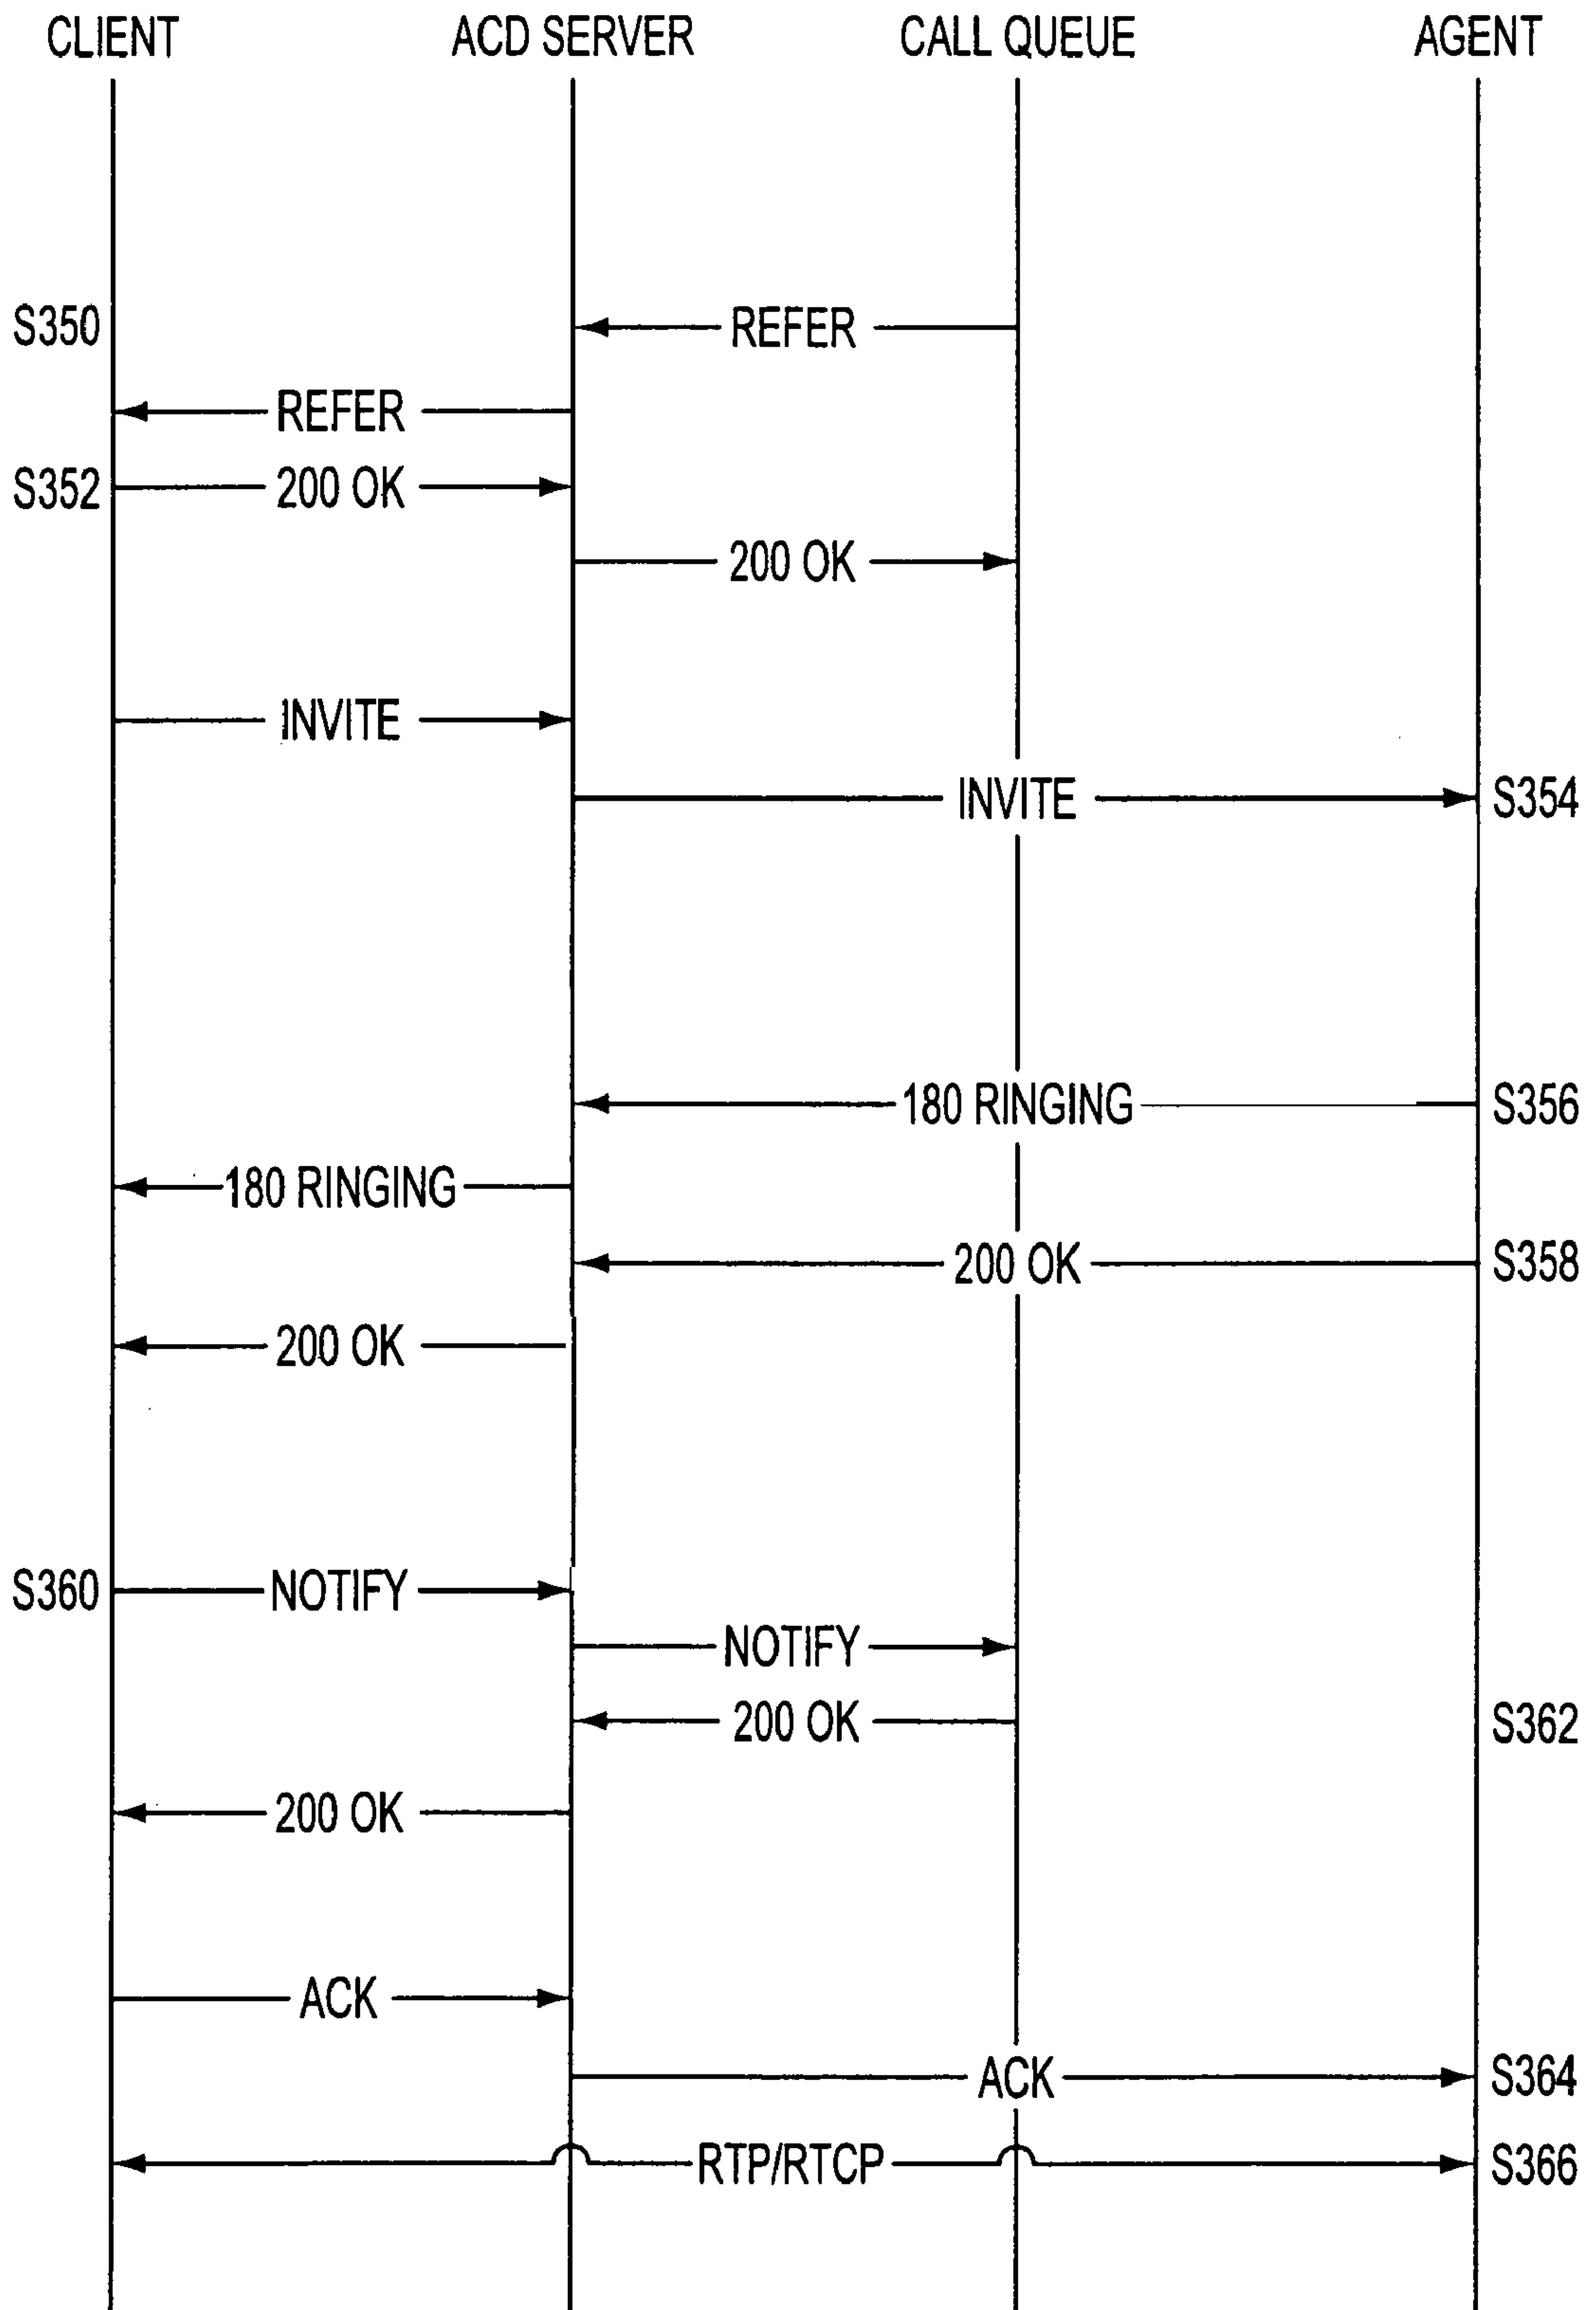 CLIENT ACD SERVER CALL QUEUE AGENT
S350 REFER
REFER
S352 200 OK
200 OK
INVITE
INVITE S354
180 RINGING S356
180 RINGING
200 OK S358
200 OK
S360 NOTIFY
NOTIFY
200 OK S362
200 OK
ACK
ACK S364
RTP/RTCP S366